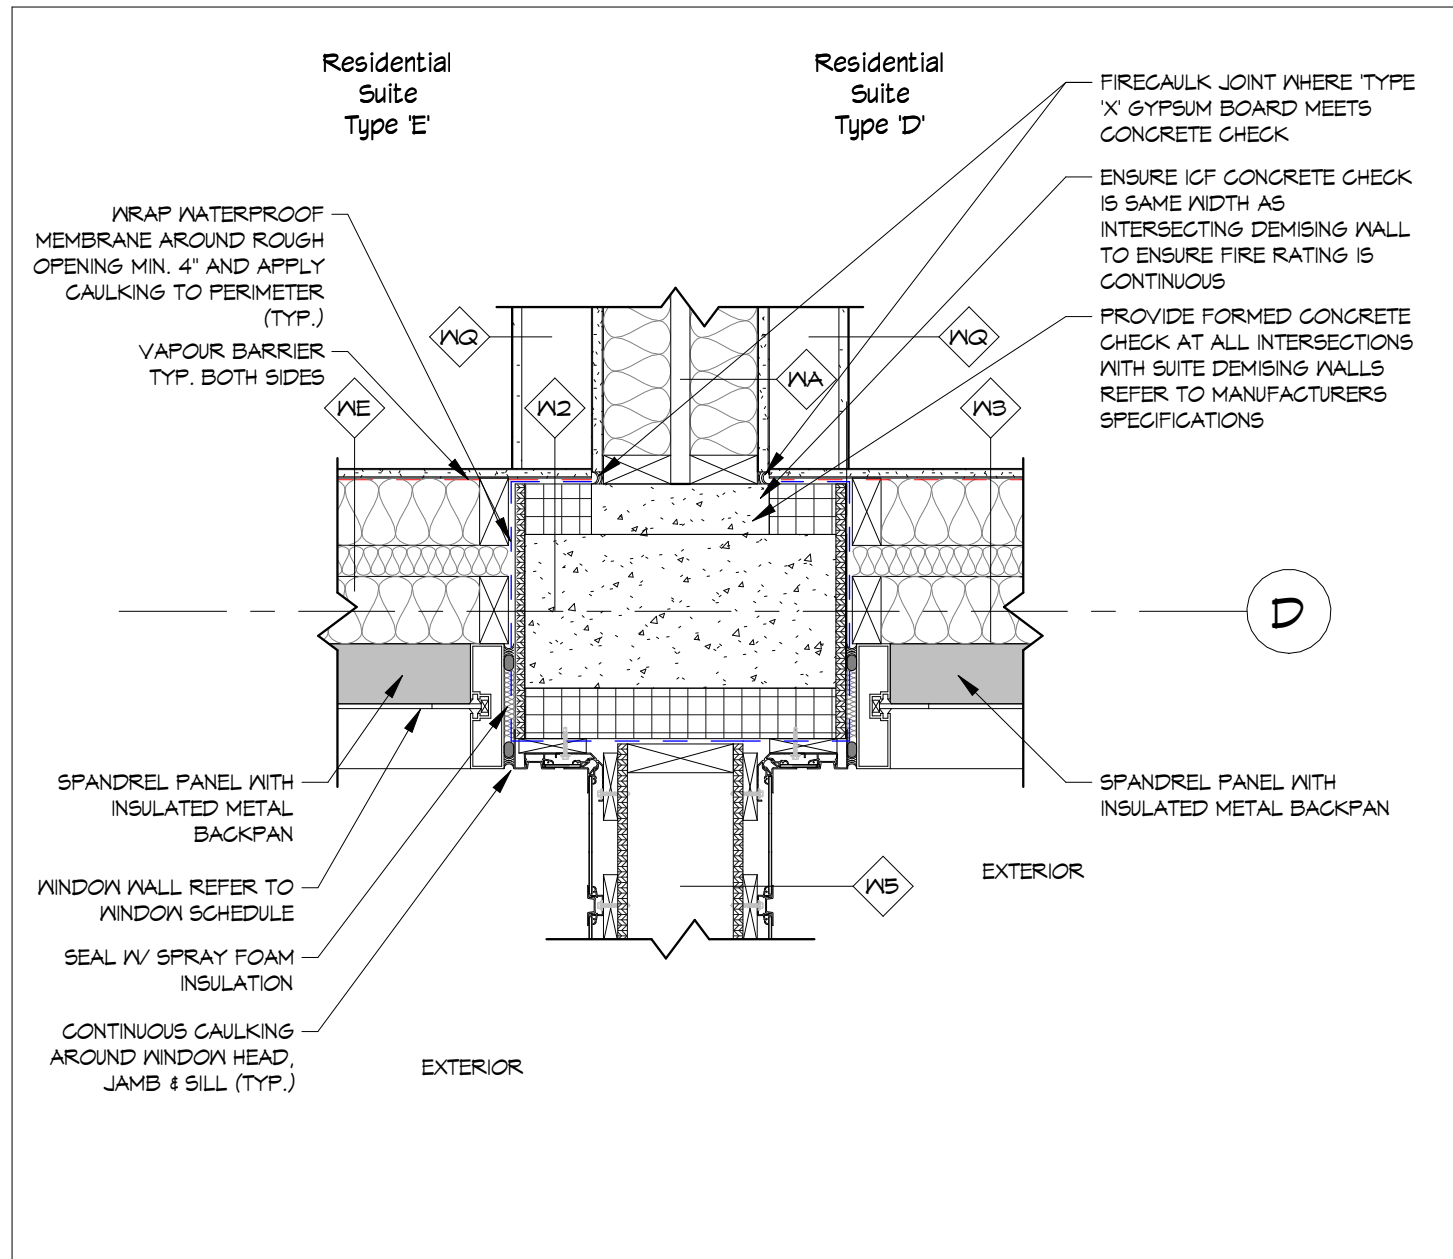 Residential
Suite
Type 'E'
Residential
Suite
Type 'D'
FIRECAULK JOINT WHERE 'TYPE
'X' GYPSUM BOARD MEETS
CONCRETE CHECK
ENSURE ICF CONCRETE CHECK
IS SAME WIDTH AS
INTERSECTING DEMISING WALL
TO ENSURE FIRE RATING IS
CONTINUOUS
PROVIDE FORMED CONCRETE
CHECK AT ALL INTERSECTIONS
WITH SUITE DEMISING WALLS
REFER TO MANUFACTURERS
SPECIFICATIONS
WRAP WATERPROOF
MEMBRANE AROUND ROUGH
OPENING MIN. 4" AND APPLY
CAULKING TO PERIMETER
(TYP.)
VAPOUR BARRIER
TYP. BOTH SIDES
WQ
WQ
WA
WE
W2
W3
D
SPANDREL PANEL WITH
INSULATED METAL
BACKPAN
WINDOW WALL REFER TO
WINDOW SCHEDULE
SEAL W/ SPRAY FOAM
INSULATION
CONTINUOUS CAULKING
AROUND WINDOW HEAD,
JAMB & SILL (TYP.)
SPANDREL PANEL WITH
INSULATED METAL BACKPAN
W5
EXTERIOR
EXTERIOR